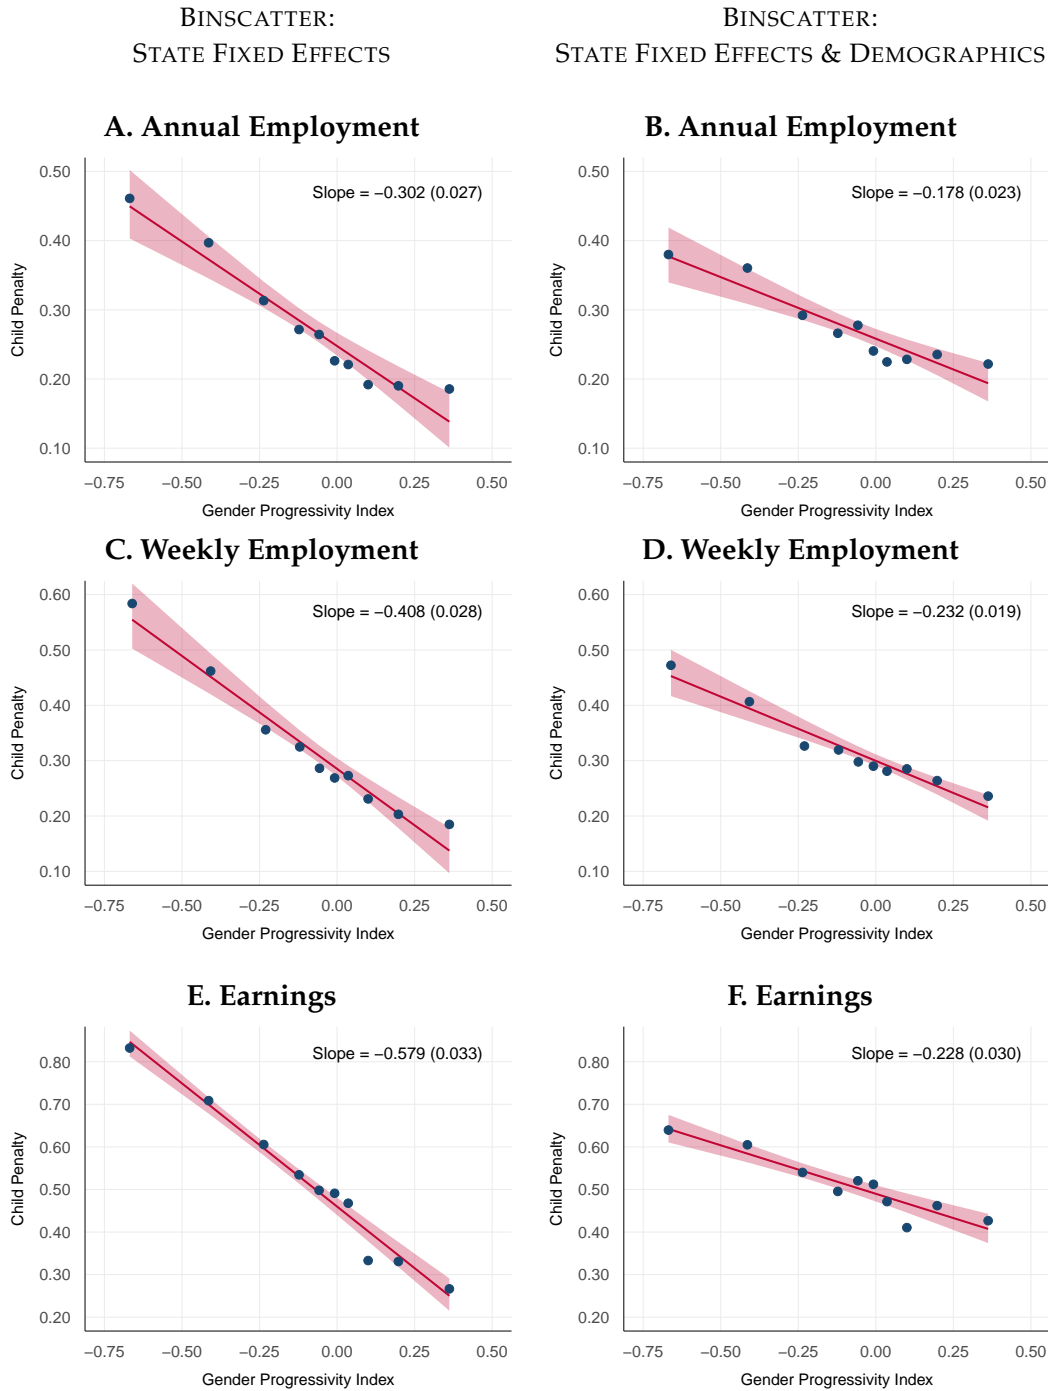 BINSCATTER:
STATE FIXED EFFECTS
BINSCATTER:
STATE FIXED EFFECTS & DEMOGRAPHICS
A. Annual Employment
Slope = −0.302 (0.027)
Child Penalty
0.50
0.40
0.30
0.20
0.10
−0.75 −0.50 −0.25 0.00 0.25 0.50
Gender Progressivity Index
B. Annual Employment
Slope = −0.178 (0.023)
Child Penalty
0.50
0.40
0.30
0.20
0.10
−0.75 −0.50 −0.25 0.00 0.25 0.50
Gender Progressivity Index
C. Weekly Employment
Slope = −0.408 (0.028)
Child Penalty
0.60
0.50
0.40
0.30
0.20
0.10
−0.75 −0.50 −0.25 0.00 0.25 0.50
Gender Progressivity Index
D. Weekly Employment
Slope = −0.232 (0.019)
Child Penalty
0.60
0.50
0.40
0.30
0.20
0.10
−0.75 −0.50 −0.25 0.00 0.25 0.50
Gender Progressivity Index
E. Earnings
Slope = −0.579 (0.033)
Child Penalty
0.80
0.70
0.60
0.50
0.40
0.30
0.20
−0.75 −0.50 −0.25 0.00 0.25 0.50
Gender Progressivity Index
F. Earnings
Slope = −0.228 (0.030)
Child Penalty
0.80
0.70
0.60
0.50
0.40
0.30
0.20
−0.75 −0.50 −0.25 0.00 0.25 0.50
Gender Progressivity Index